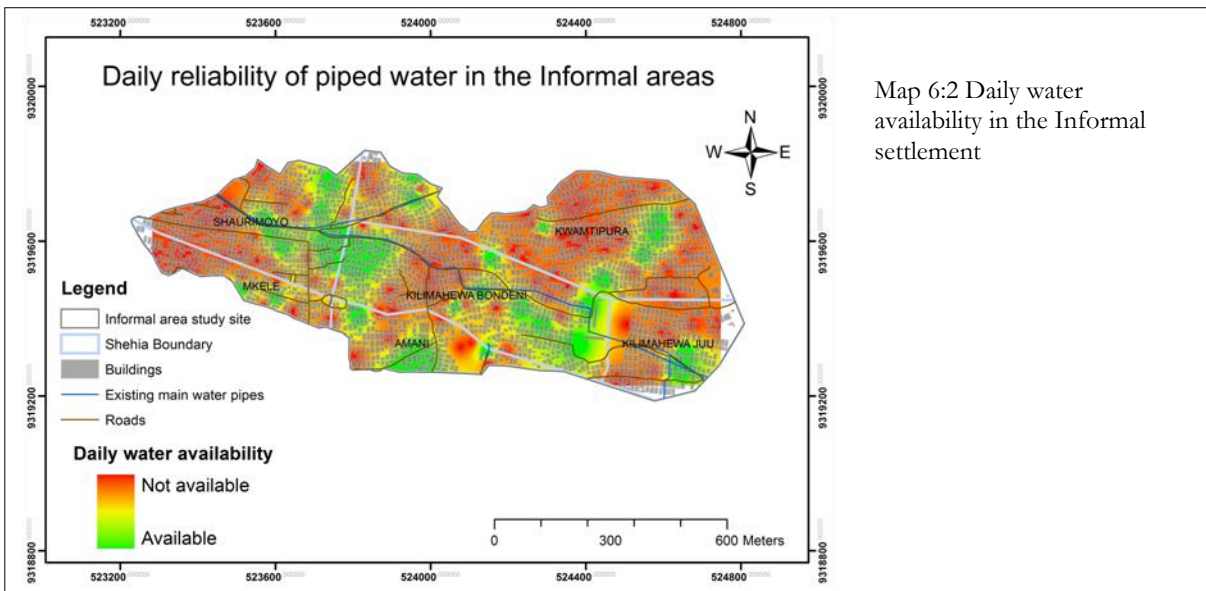 523200 523600 524000 524400 524800
Daily reliability of piped water in the Informal areas
9320000
9320000
N
W E
S
SHAURIMOYO
KWAMTIPURA
9319600
9319600
MKELE
KILIMAHEWA BONDENI
AMANI
KILIMAHEWA JUU
Legend
Informal area study site
Shehia Boundary
Buildings
Existing main water pipes
Roads
9319200
9319200
Daily water availability
Not available
Available
0 300 600 Meters
9318800
9318800
523200 523600 524000 524400 524800
Map 6:2 Daily water
availability in the Informal
settlement